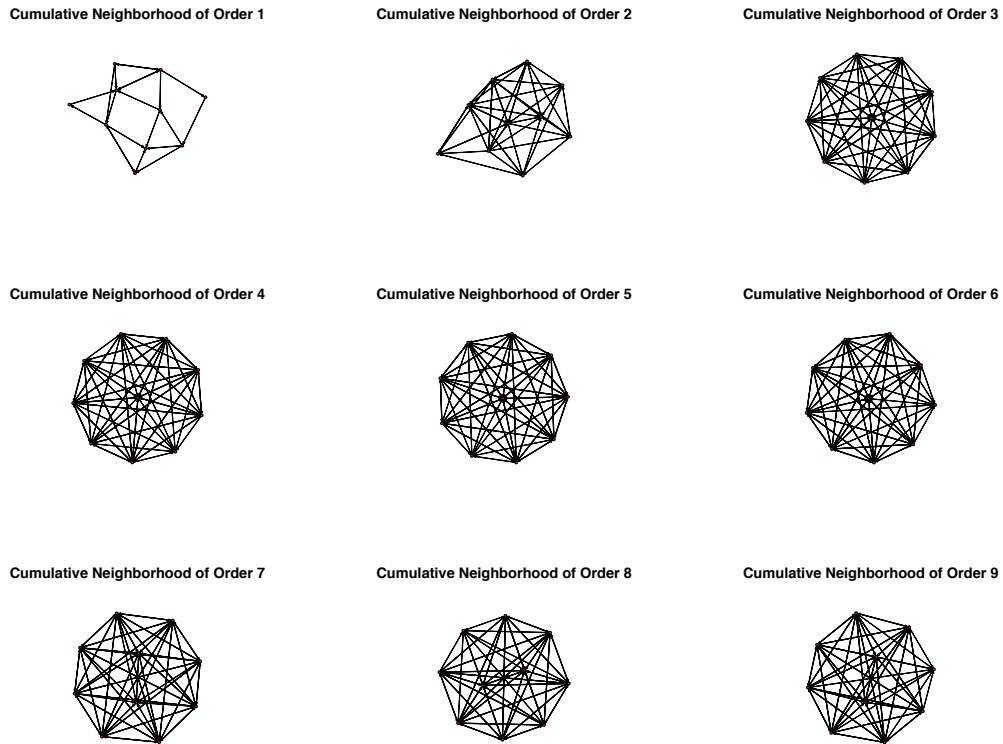 Cumulative Neighborhood of Order 1
Cumulative Neighborhood of Order 2
Cumulative Neighborhood of Order 3
Cumulative Neighborhood of Order 4
Cumulative Neighborhood of Order 5
Cumulative Neighborhood of Order 6
Cumulative Neighborhood of Order 7
Cumulative Neighborhood of Order 8
Cumulative Neighborhood of Order 9